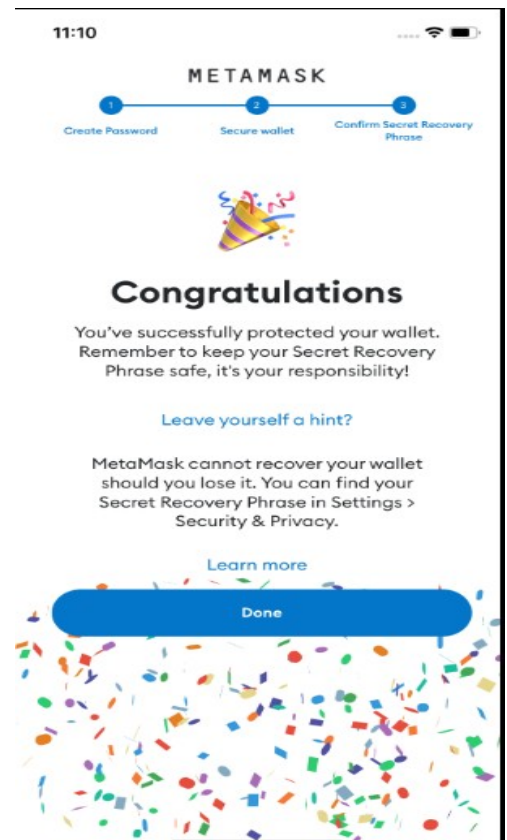 11:10
METAMASK
1
2
3
Create Password
Secure wallet
Confirm Secret Recovery
Phrase
Congratulations
You've successfully protected your wallet.
Remember to keep your Secret Recovery
Phrase safe, it's your responsibility!
Leave yourself a hint?
MetaMask cannot recover your wallet
should you lose it. You can find your
Secret Recovery Phrase in Settings >
Security & Privacy.
Learn more
Done